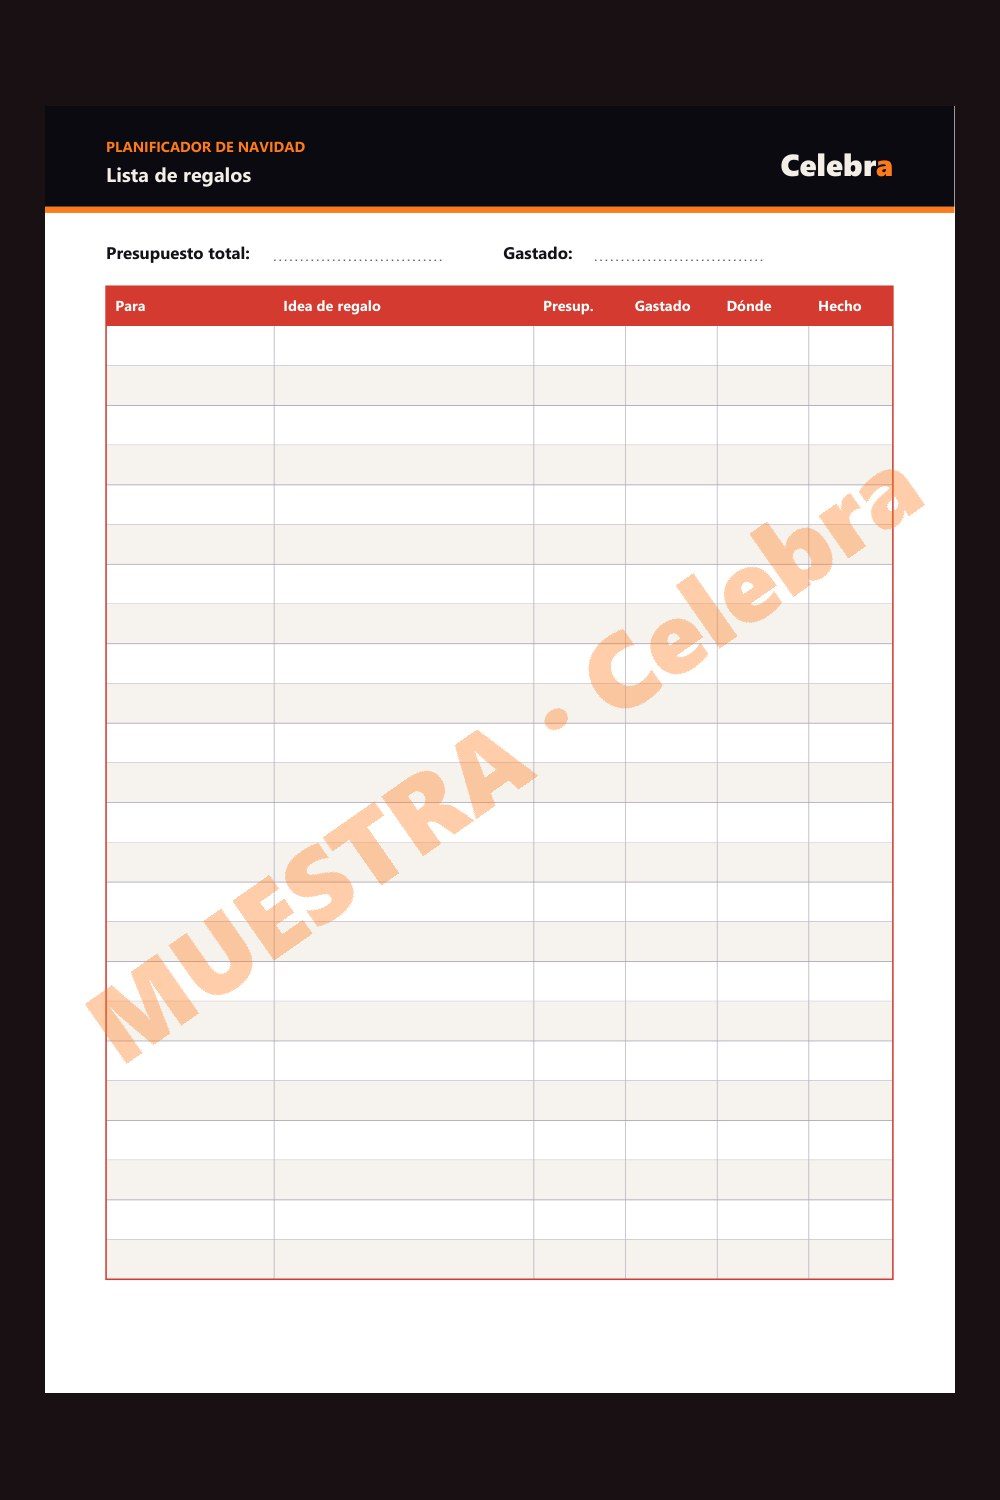 PLANIFICADOR DE NAVIDAD
Lista de regalos
Celebra
Presupuesto total: ................................ Gastado: ................................
Para Idea de regalo Presup. Gastado Dónde Hecho
MUESTRA · Celebra